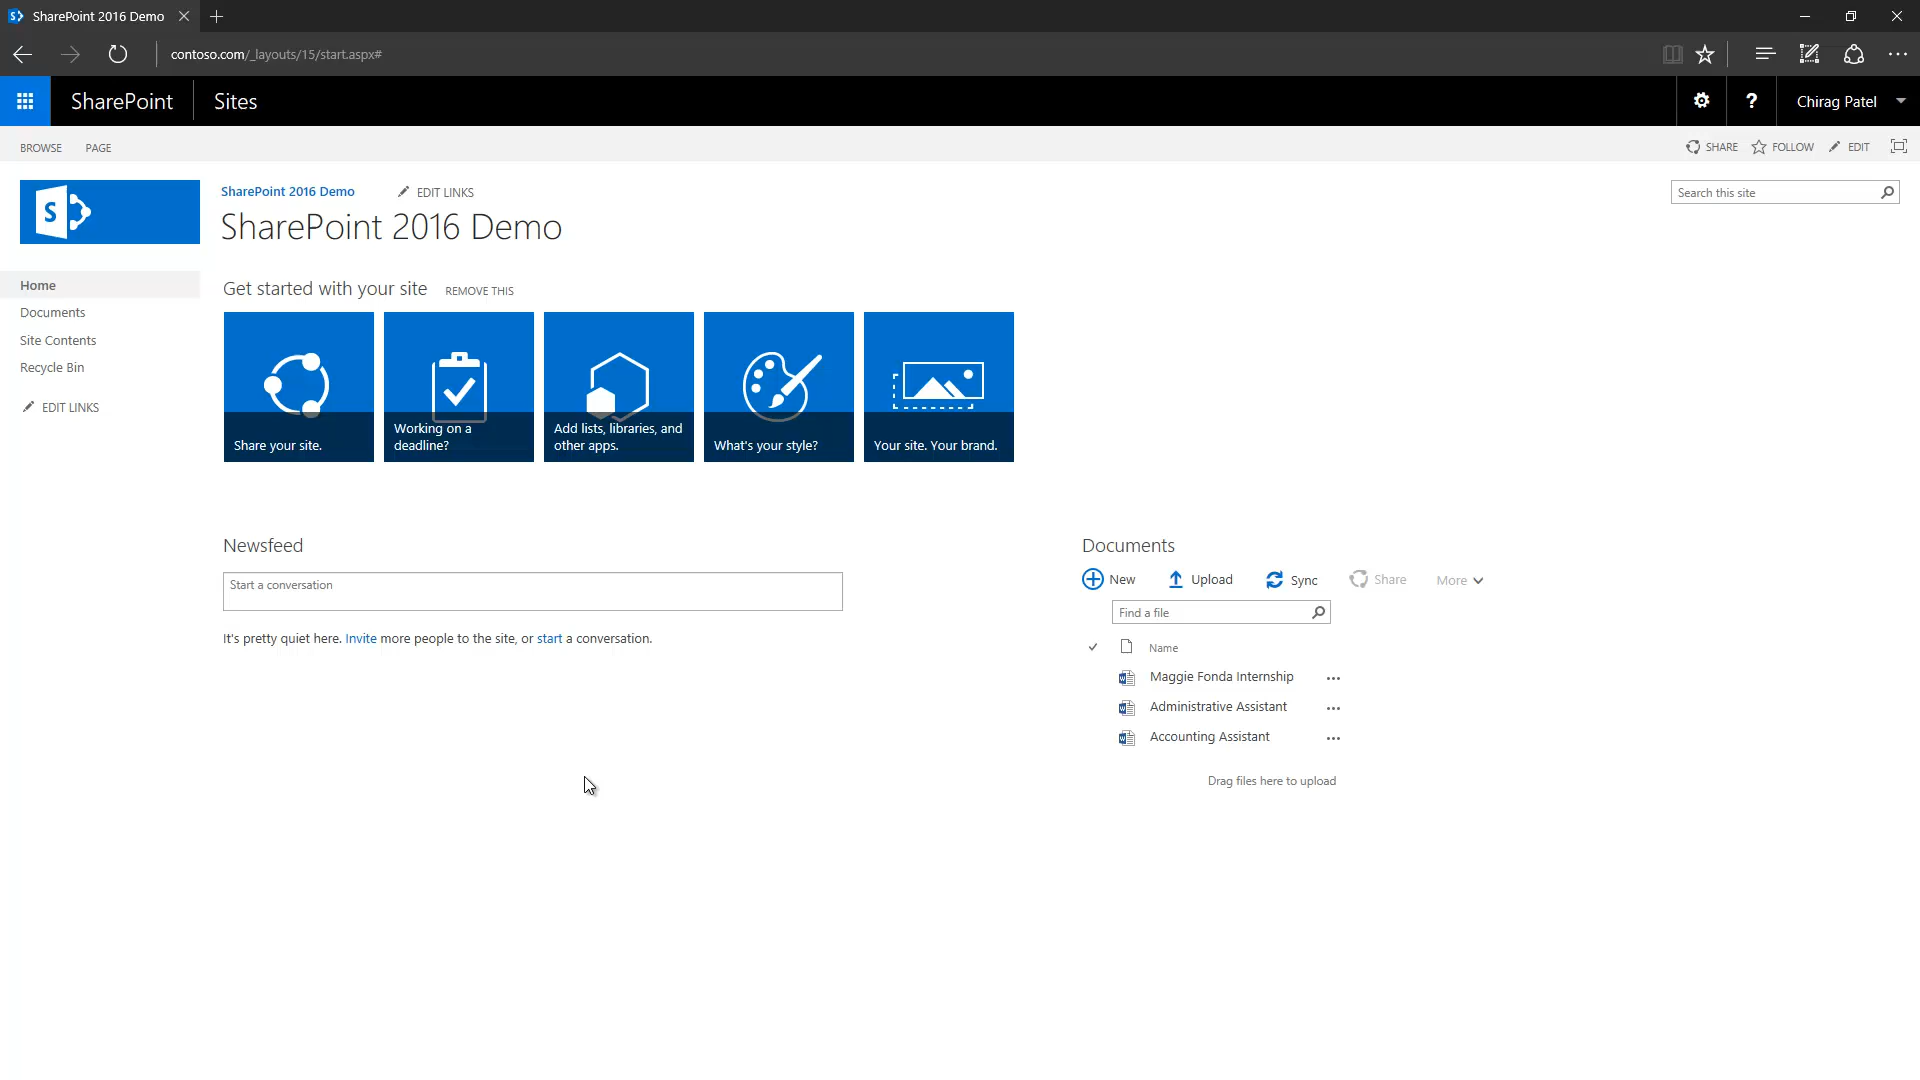 SharePoint 2016 Demo
contoso.com/_layouts/15/start.aspx#
SharePoint
Sites
?
Chirag Patel
BROWSE
PAGE
SHARE
FOLLOW
EDIT
S
SharePoint 2016 Demo
EDIT LINKS
SharePoint 2016 Demo
Search this site
Home
Documents
Site Contents
Recycle Bin
EDIT LINKS
Get started with your site
REMOVE THIS
Share your site.
Working on a
deadline?
Add lists, libraries, and
other apps.
What's your style?
Your site. Your brand.
Newsfeed
Start a conversation
It's pretty quiet here. Invite more people to the site, or start a conversation.
Documents
New
Upload
Sync
Share
More
Find a file
Name
Maggie Fonda Internship
Administrative Assistant
Accounting Assistant
Drag files here to upload